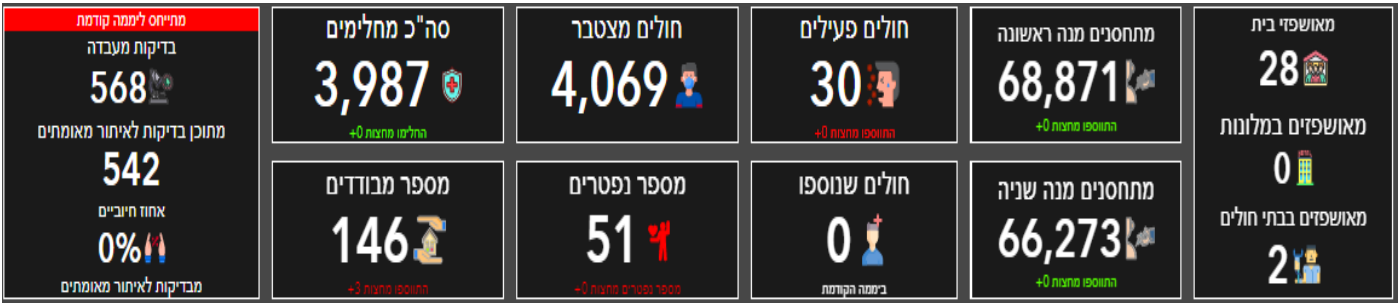 מאושפזי בית
28
מאושפזים במלונות
0
מאושפזים בבתי חולים
2
מתחסנים מנה ראשונה
68,871
התווספו מחצות 0+
מתחסנים מנה שניה
66,273
התווספו מחצות 0+
חולים פעילים
30
התווספו מחצות 0+
חולים שנוספו
0
ביממה הקודמת
חולים מצטבר
4,069
מספר נפטרים
51
מספר נפטרים מחצות 0+
סה"כ מחלימים
3,987
החלימו מחצות 0+
מספר מבודדים
146
התווספו מחצות 3+
מתייחס ליממה קודמת
בדיקות מעבדה
568
מתוכן בדיקות לאיתור מאומתים
542
אחוז חיוביים
0%
מבדיקות לאיתור מאומתים